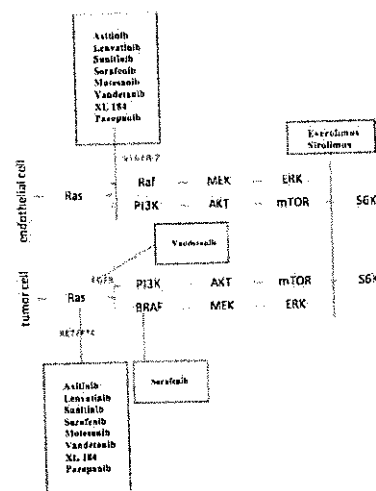 Axitinib
Lenvatinib
Sunitinib
Sorafenib
Motesanib
Vandetanib
XL 184
Pazopanib
VEGFR-2
Everolimus
Sirolimus
endothelial cell
Ras
Raf
MEK
ERK
PI3K
AKT
mTOR
S6K
Vandetanib
tumor cell
EGFR
Ras
PI3K
AKT
mTOR
S6K
BRAF
MEK
ERK
RET/PTC
Sorafenib
Axitinib
Lenvatinib
Sunitinib
Sorafenib
Motesanib
Vandetanib
XL 184
Pazopanib